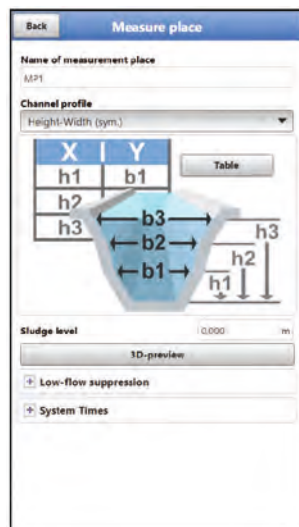 Back Measure place
Name of measurement place
MP1
Channel profile
Height-Width (sym.)
X Y
h1 b1
h2
h3
Table
b3
b2
b1
h3
h2
h1
Sludge level 0,000 m
3D-preview
+ Low-flow suppression
+ System Times